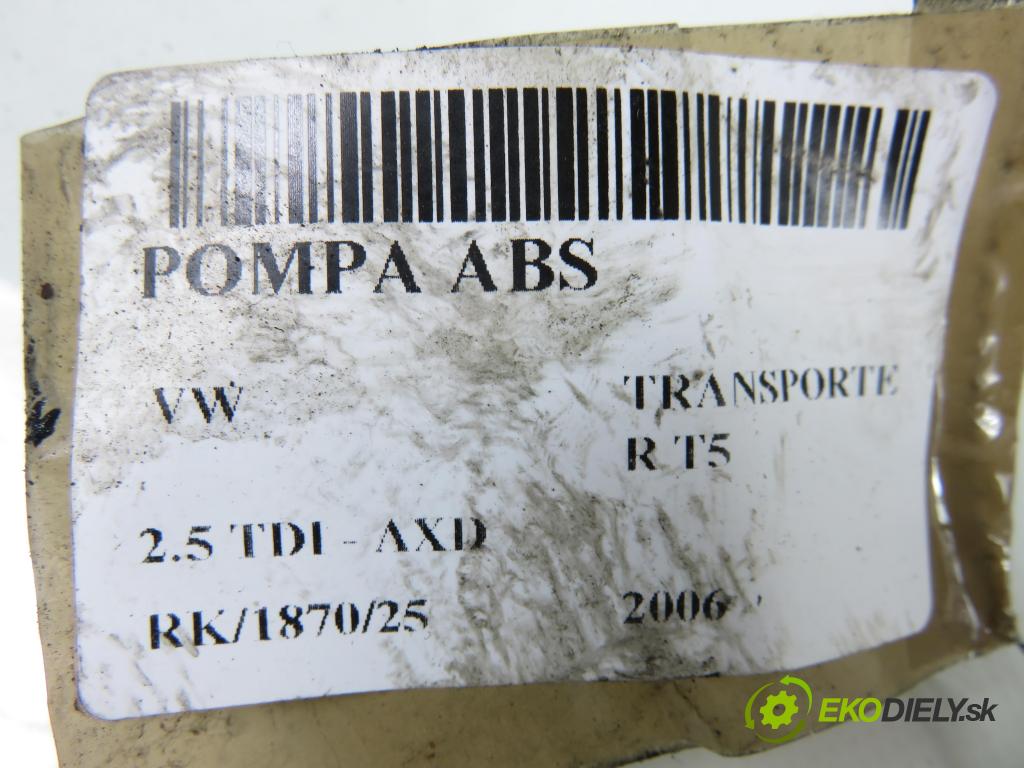 POMPA ABS
VW
TRANSPORTE
R T5
2.5 TDI - AXD
RK/1870/25
2006
EKODIELY.sk